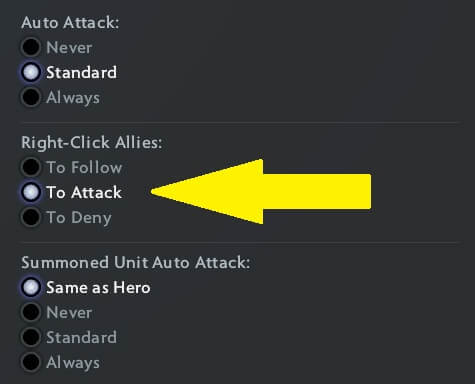 Auto Attack:
Never
Standard
Always
Right-Click Allies:
To Follow
To Attack
To Deny
Summoned Unit Auto Attack:
Same as Hero
Never
Standard
Always